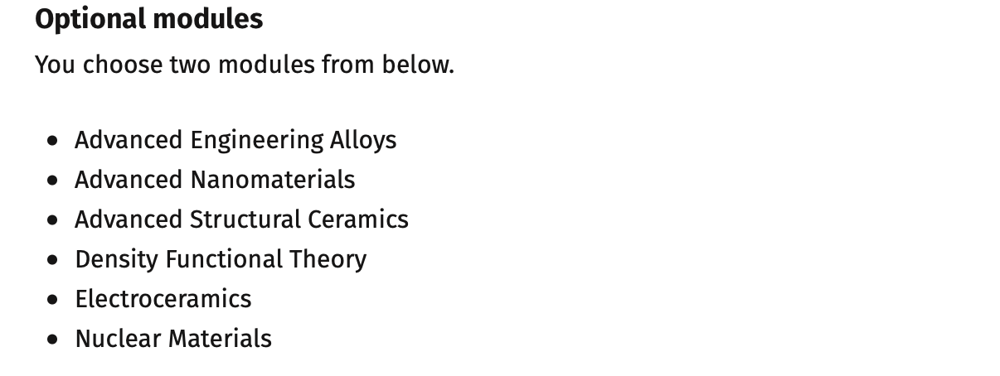 Optional modules
You choose two modules from below.
• Advanced Engineering Alloys
• Advanced Nanomaterials
• Advanced Structural Ceramics
• Density Functional Theory
• Electroceramics
• Nuclear Materials